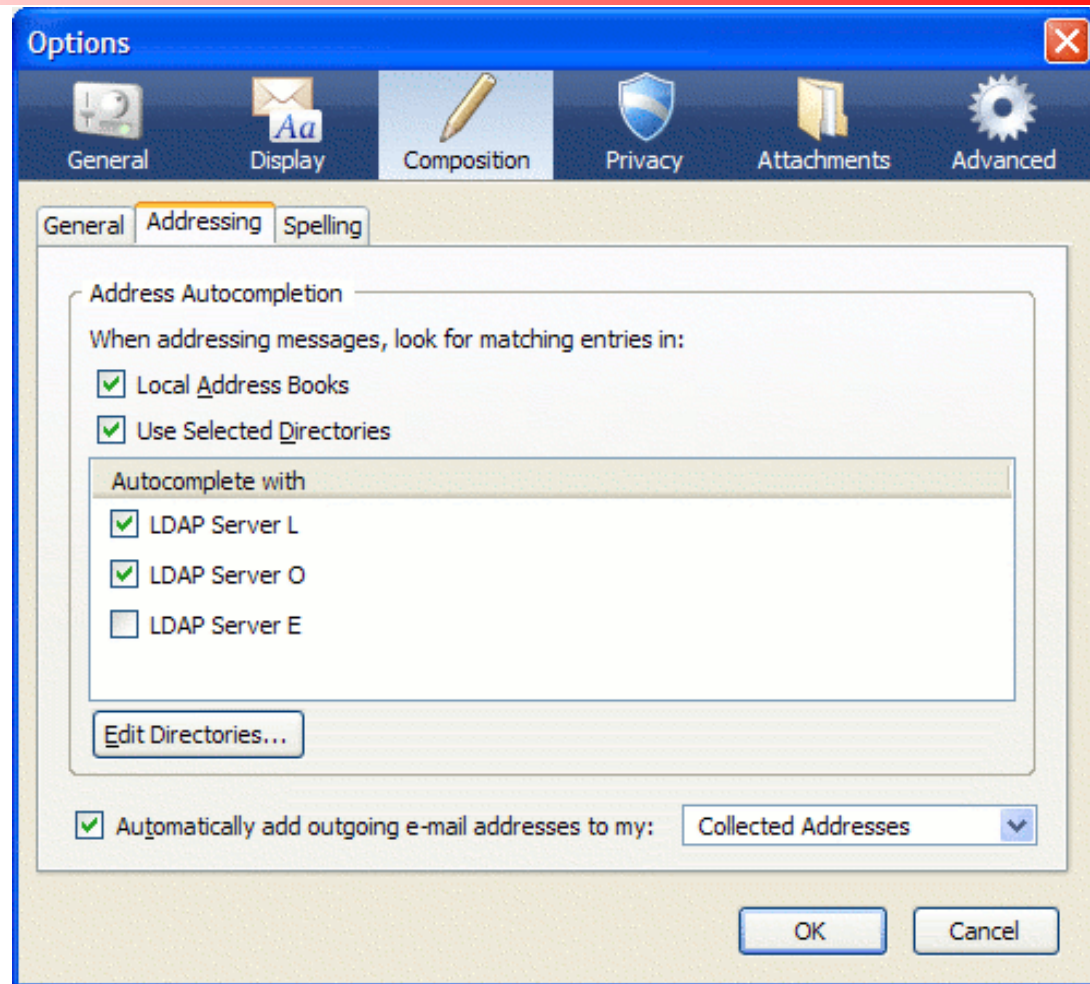 Options
General Display Composition Privacy Attachments Advanced
Aa
General Addressing Spelling
Address Autocompletion
When addressing messages, look for matching entries in:
Local Address Books
Use Selected Directories
Autocomplete with
LDAP Server L
LDAP Server O
LDAP Server E
Edit Directories...
Automatically add outgoing e-mail addresses to my: Collected Addresses
OK Cancel